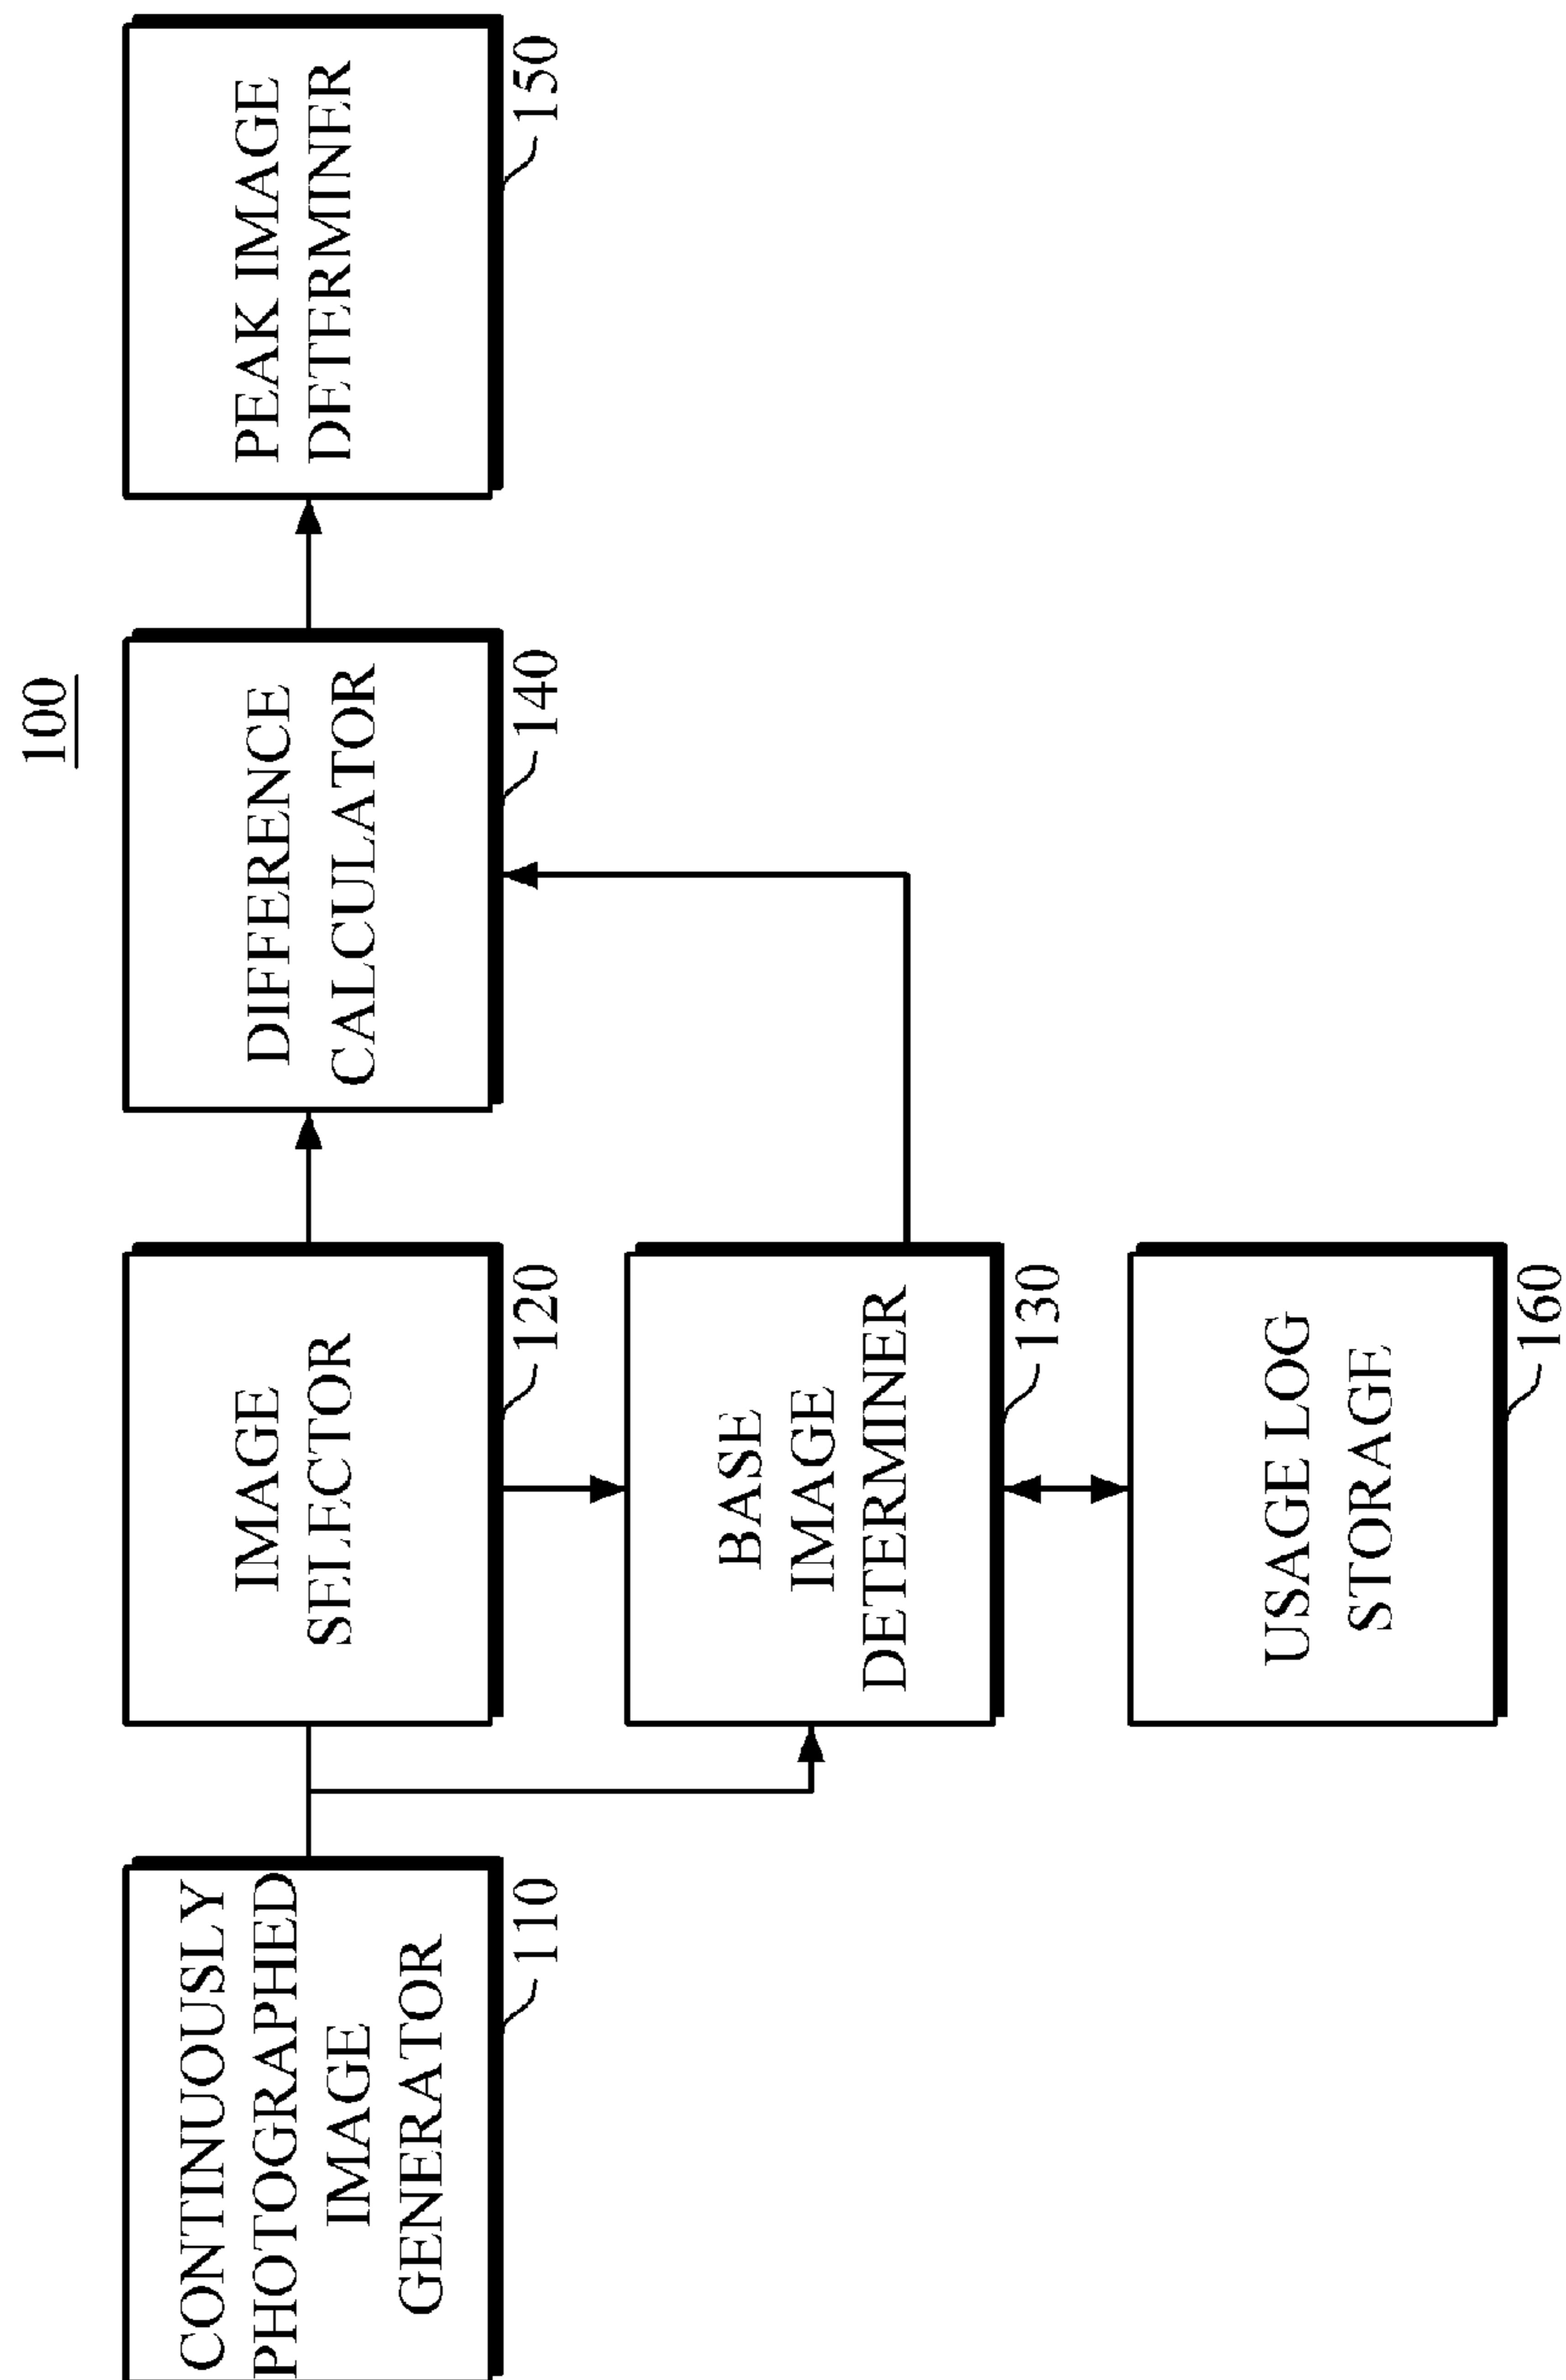 100
CONTINUOUSLY
PHOTOGRAPHED
IMAGE
GENERATOR
110
IMAGE
SELECTOR
120
DIFFERENCE
CALCULATOR
140
PEAK IMAGE
DETERMINER
150
BASE
IMAGE
DETERMINER
130
USAGE LOG
STORAGE
160